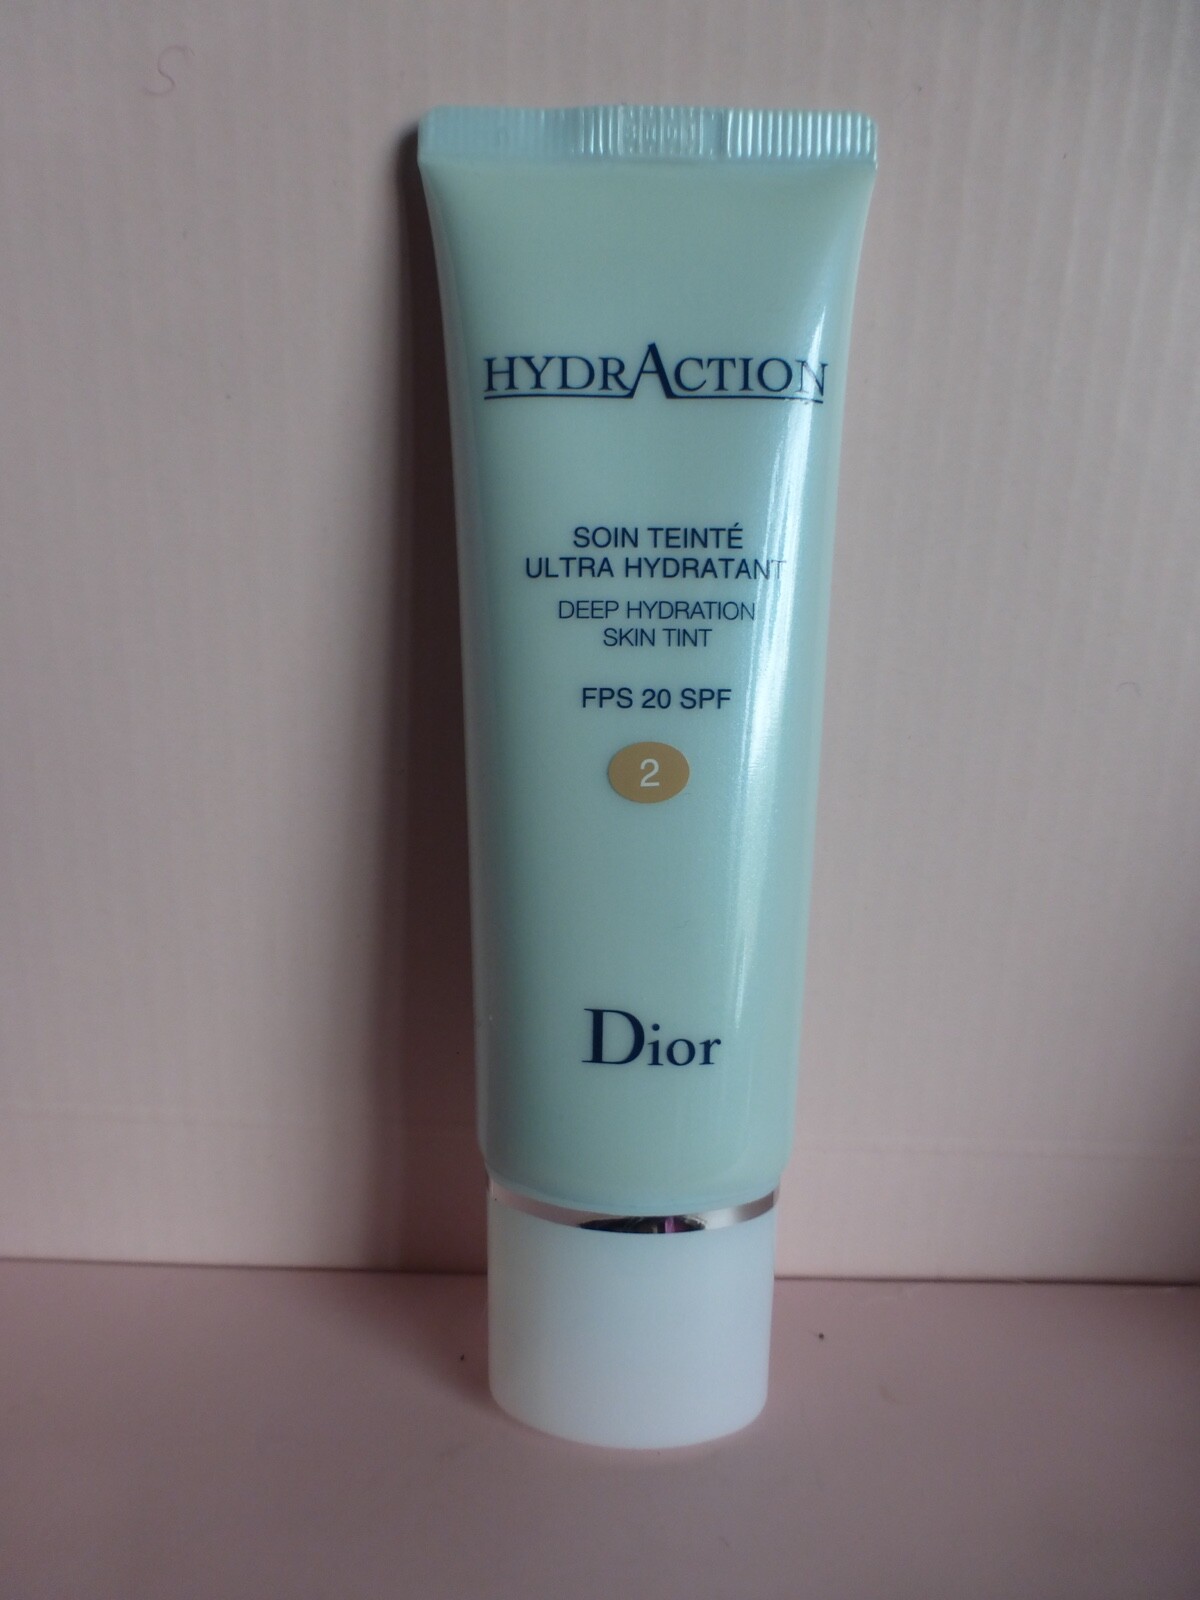 HYDRACTION
SOIN TEINTÉ
ULTRA HYDRATANT
DEEP HYDRATION
SKIN TINT
FPS 20 SPF
2
Dior